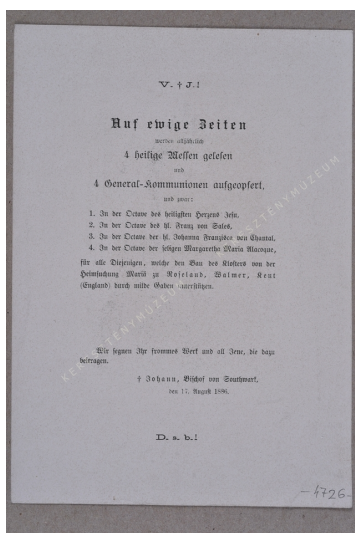 V. † J.!
Auf ewige Zeiten
werden alljährlich
4 heilige Messen gelesen
und
4 General-Kommunionen aufgeopfert,
und zwar:
1. In der Octave des heiligsten Herzens Jesu.
2. In der Octave des hl. Franz von Sales.
3. In der Octave der hl. Johanna Franzisca von Chantal.
4. In der Octave der seligen Margaretha Maria Alacoque,
für alle Diejenigen, welche den Bau des Klosters von der
Heimsuchung Mariä zu Roseland, Walmer, Kent
(England) durch milde Gaben unterstützen.
Wir segnen Ihr frommes Werk und all Jene, die dazu
beitragen.
† Johann, Bischof von Southwark,
den 17. August 1896.
D. s. b.!
-4726-
KERESZTÉNY MÚZEUM